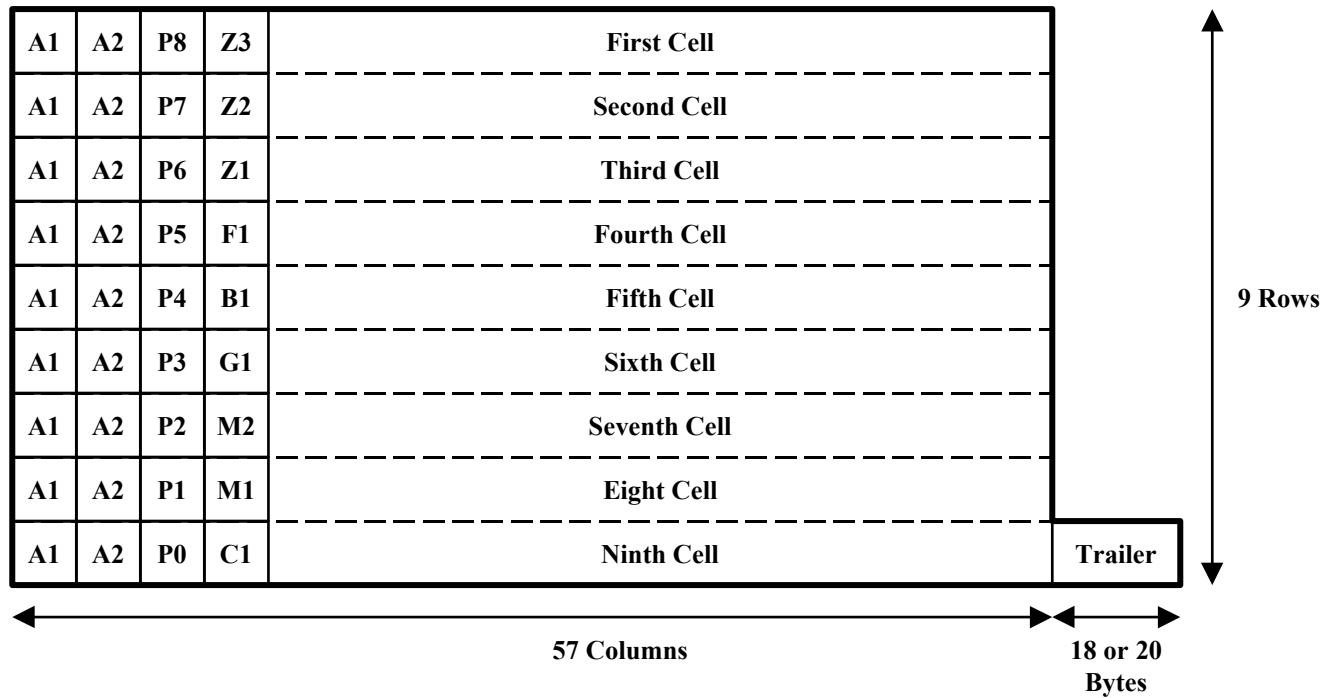 A1 A2 P8 Z3 First Cell
A1 A2 P7 Z2 Second Cell
A1 A2 P6 Z1 Third Cell
A1 A2 P5 F1 Fourth Cell
A1 A2 P4 B1 Fifth Cell
9 Rows
A1 A2 P3 G1 Sixth Cell
A1 A2 P2 M2 Seventh Cell
A1 A2 P1 M1 Eight Cell
A1 A2 P0 C1 Ninth Cell Trailer
57 Columns
18 or 20
Bytes